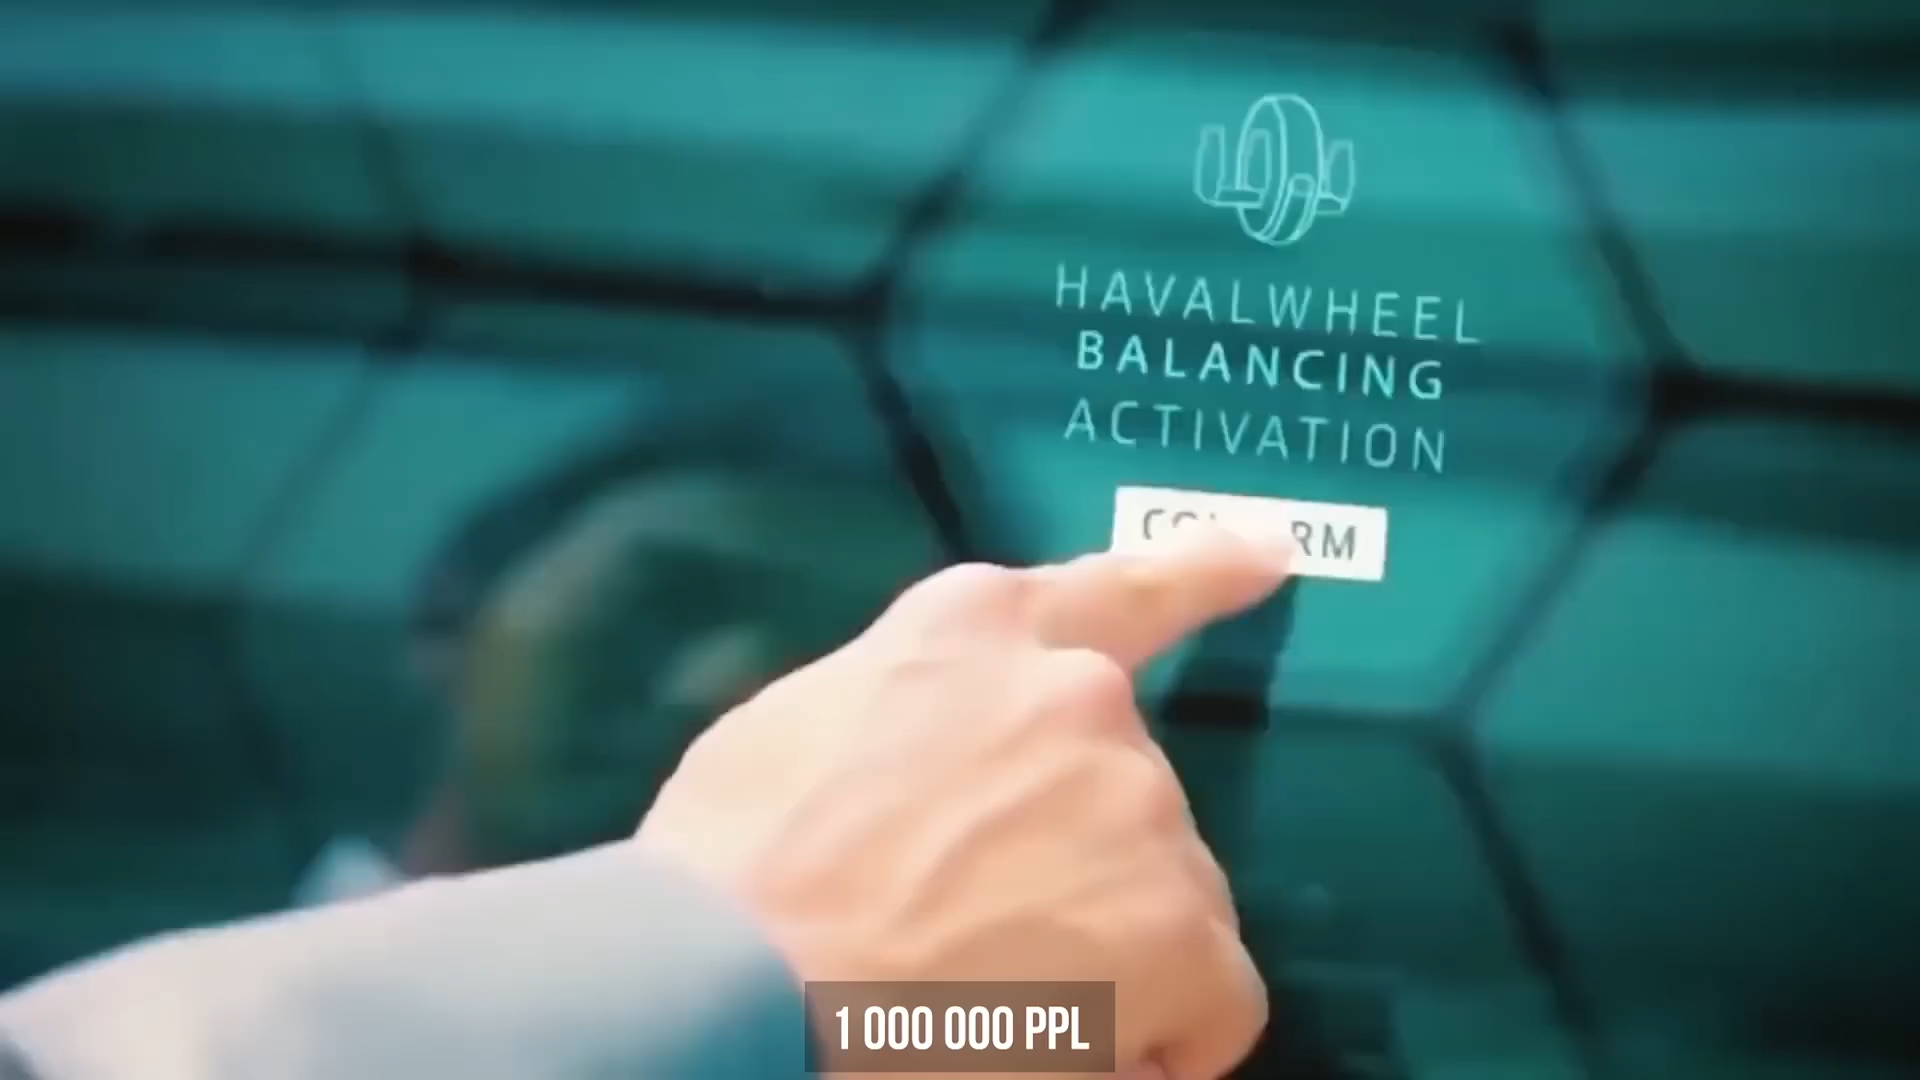 HAVALWHEEL
BALANCING
ACTIVATION
1 000 000 PPL